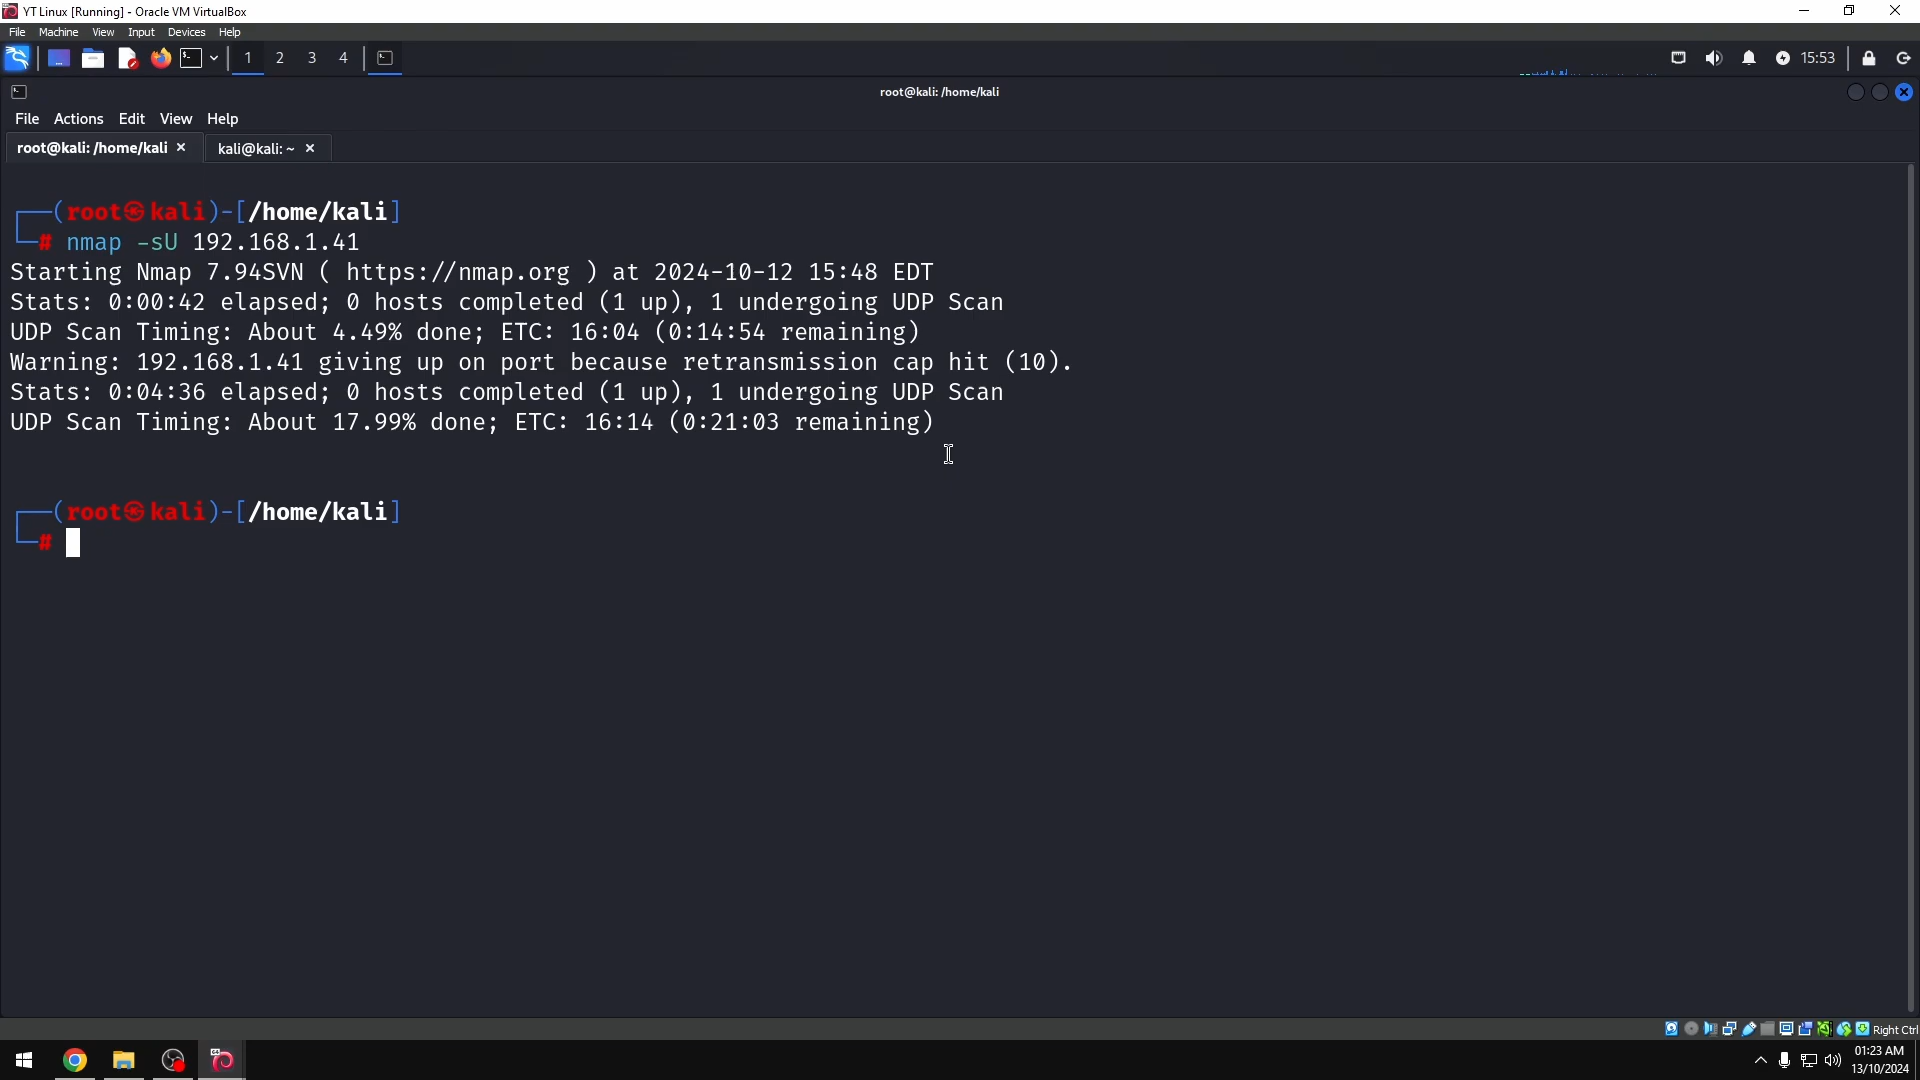 YT Linux [Running] - Oracle VM VirtualBox
File Machine View Input Devices Help
1 2 3 4 15:53
root@kali: /home/kali
File Actions Edit View Help
root@kali: /home/kali × kali@kali: ~ ×
┌──(root㉿kali)-[/home/kali]
└─# nmap -sU 192.168.1.41
Starting Nmap 7.94SVN ( https://nmap.org ) at 2024-10-12 15:48 EDT
Stats: 0:00:42 elapsed; 0 hosts completed (1 up), 1 undergoing UDP Scan
UDP Scan Timing: About 4.49% done; ETC: 16:04 (0:14:54 remaining)
Warning: 192.168.1.41 giving up on port because retransmission cap hit (10).
Stats: 0:04:36 elapsed; 0 hosts completed (1 up), 1 undergoing UDP Scan
UDP Scan Timing: About 17.99% done; ETC: 16:14 (0:21:03 remaining)
┌──(root㉿kali)-[/home/kali]
└─#
Right Ctrl
64
01:23 AM
13/10/2024